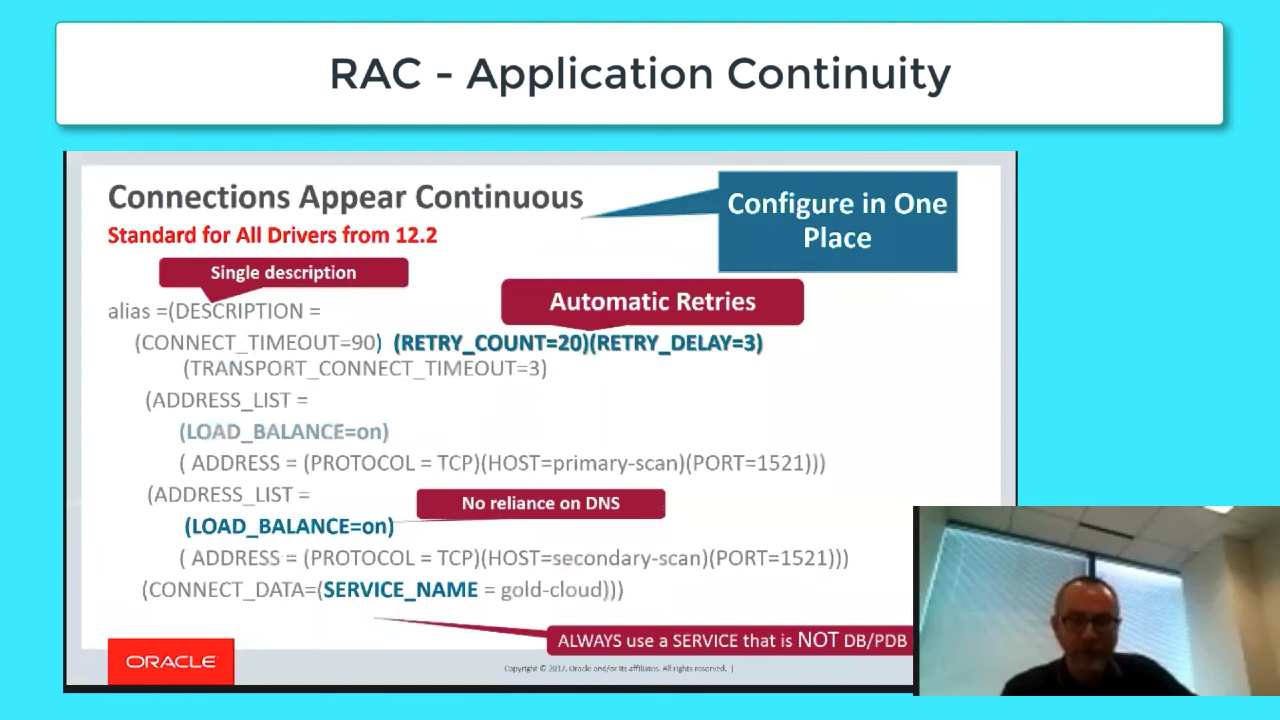 RAC - Application Continuity
Connections Appear Continuous
Configure in One
Place
Standard for All Drivers from 12.2
Single description
Automatic Retries
alias =(DESCRIPTION =
(CONNECT_TIMEOUT=90) (RETRY_COUNT=20)(RETRY_DELAY=3)
(TRANSPORT_CONNECT_TIMEOUT=3)
(ADDRESS_LIST =
(LOAD_BALANCE=on)
( ADDRESS = (PROTOCOL = TCP)(HOST=primary-scan)(PORT=1521)))
(ADDRESS_LIST =
No reliance on DNS
(LOAD_BALANCE=on)
( ADDRESS = (PROTOCOL = TCP)(HOST=secondary-scan)(PORT=1521)))
(CONNECT_DATA=(SERVICE_NAME = gold-cloud)))
ALWAYS use a SERVICE that is NOT DB/PDB
ORACLE
Copyright © 2017, Oracle and/or its affiliates. All rights reserved. |